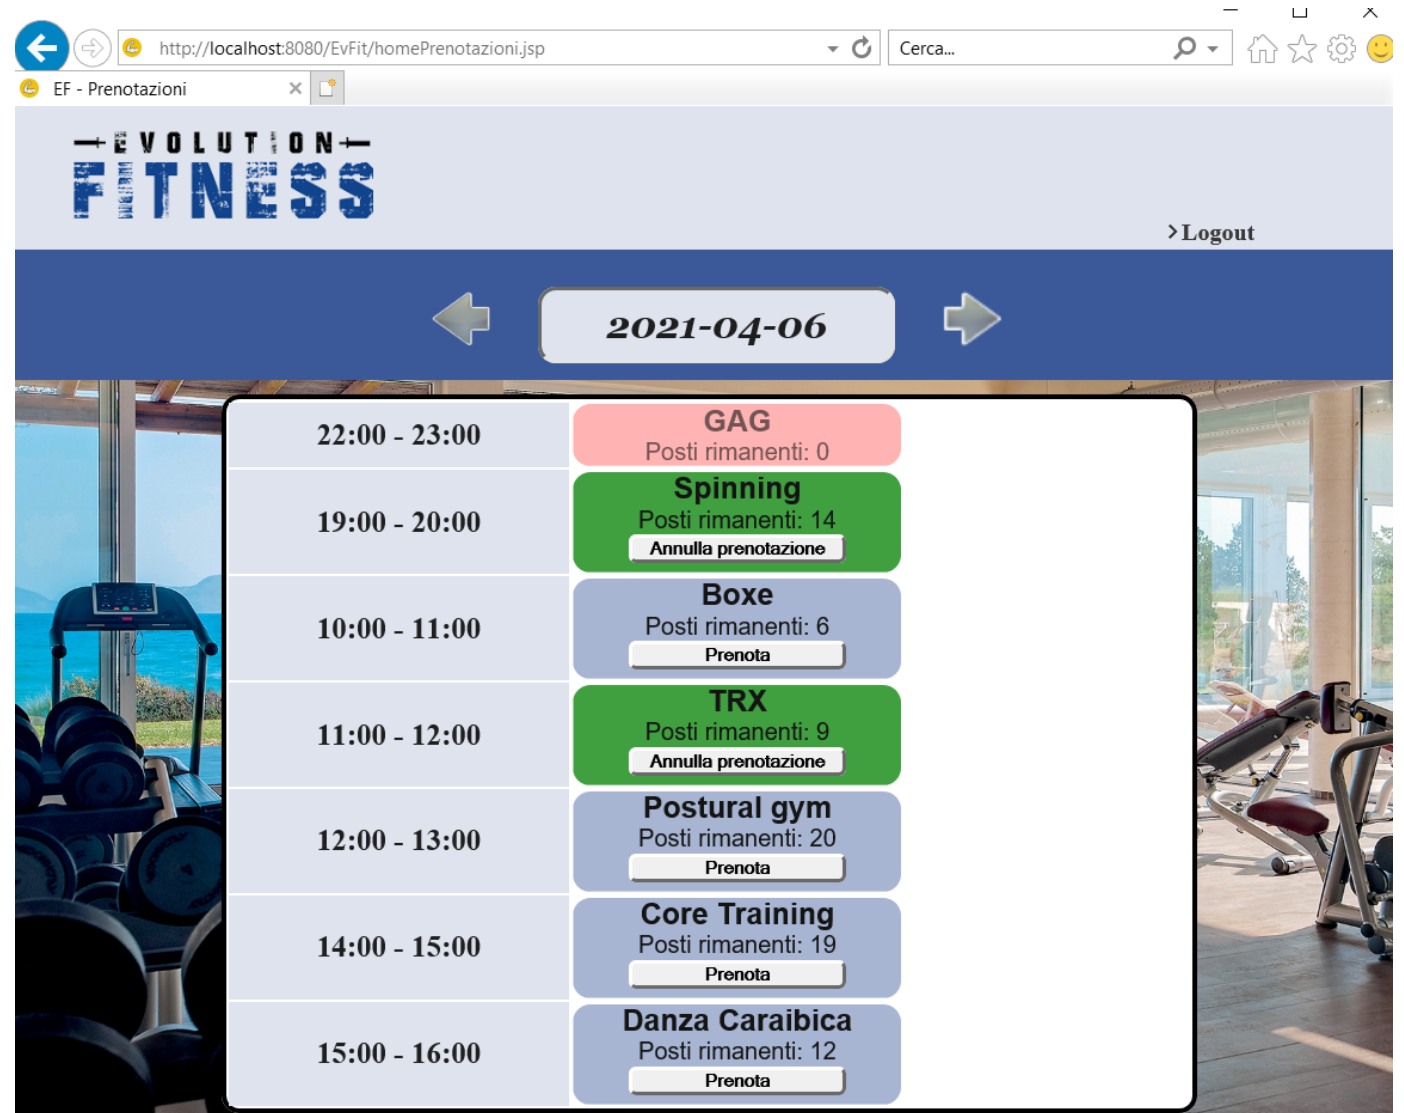 http://localhost:8080/EvFit/homePrenotazioni.jsp
Cerca...
EF - Prenotazioni
EVOLUTION
FITNESS
Logout
2021-04-06
22:00 - 23:00
GAG
Posti rimanenti: 0
19:00 - 20:00
Spinning
Posti rimanenti: 14
Annulla prenotazione
10:00 - 11:00
Boxe
Posti rimanenti: 6
Prenota
11:00 - 12:00
TRX
Posti rimanenti: 9
Annulla prenotazione
12:00 - 13:00
Postural gym
Posti rimanenti: 20
Prenota
14:00 - 15:00
Core Training
Posti rimanenti: 19
Prenota
15:00 - 16:00
Danza Caraibica
Posti rimanenti: 12
Prenota